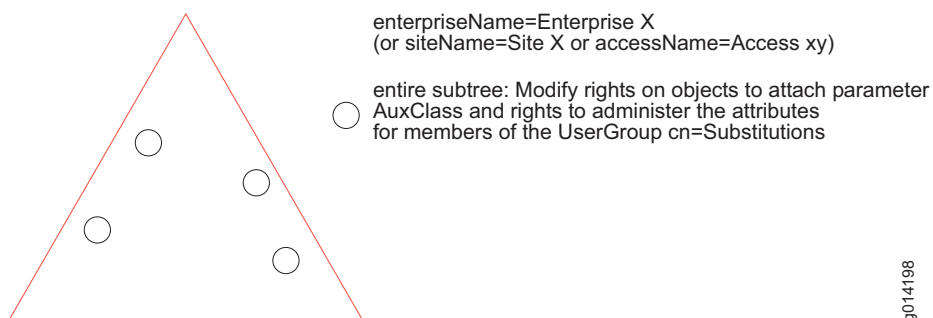 enterpriseName=Enterprise X
(or siteName=Site X or accessName=Access xy)
entire subtree: Modify rights on objects to attach parameter
AuxClass and rights to administer the attributes
for members of the UserGroup cn=Substitutions
g014198